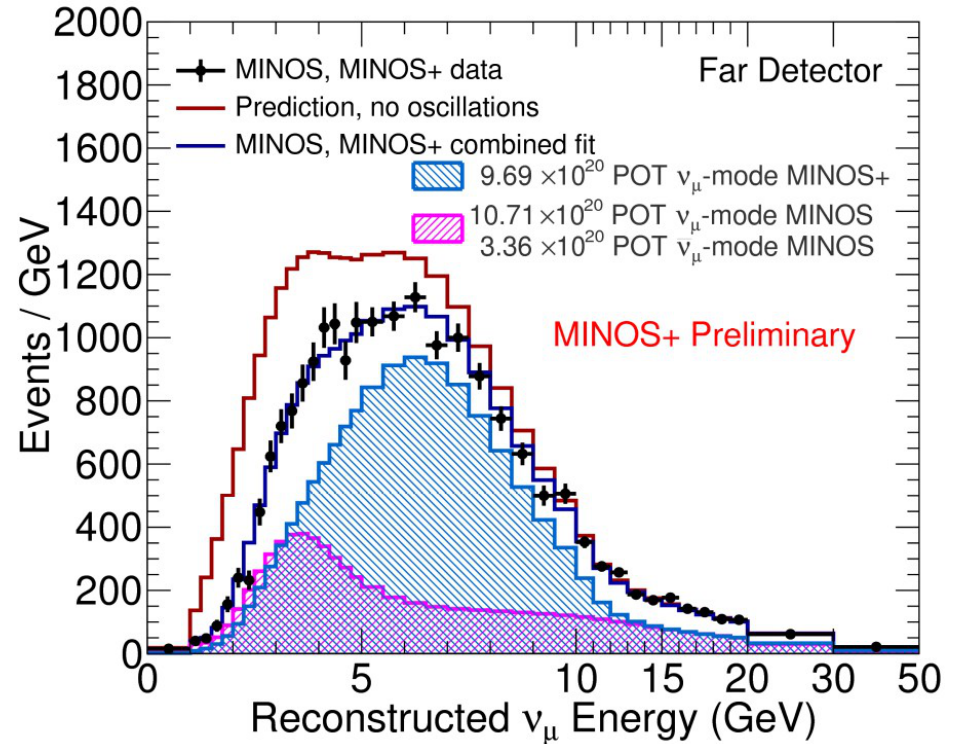 2000
1800
1600
1400
1200
1000
800
600
400
200
0
Events / GeV
MINOS, MINOS+ data
Prediction, no oscillations
MINOS, MINOS+ combined fit
9.69 ×10²⁰ POT νμ-mode MINOS+
10.71 ×10²⁰ POT νμ-mode MINOS
3.36 ×10²⁰ POT ν̄μ-mode MINOS
Far Detector
MINOS+ Preliminary
0 5 10 15 20 30 50
Reconstructed νμ Energy (GeV)